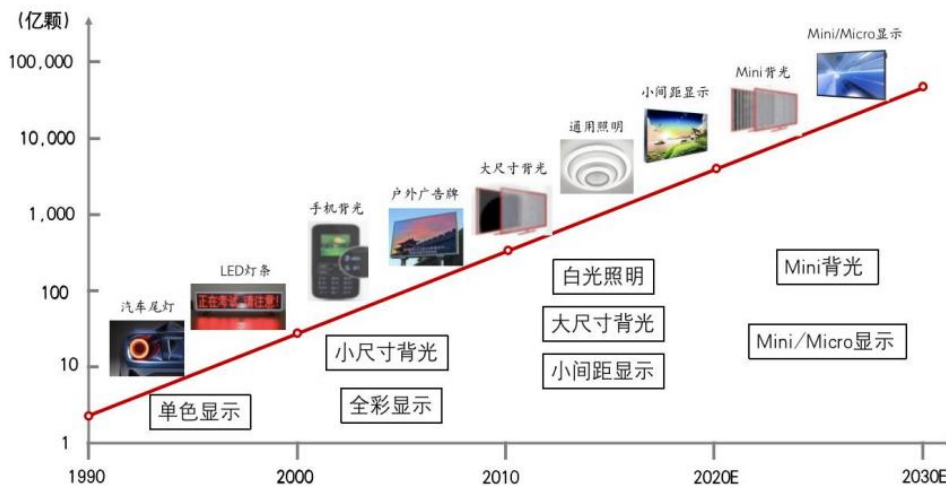 (亿颗)
100,000
10,000
1,000
100
10
1
1990
2000
2010
2020E
2030E
汽车尾灯
LED灯条
正在考试 请注意!
手机背光
户外广告牌
大尺寸背光
通用照明
小间距显示
Mini背光
Mini/Micro显示
单色显示
小尺寸背光
全彩显示
白光照明
大尺寸背光
小间距显示
Mini背光
Mini/Micro显示